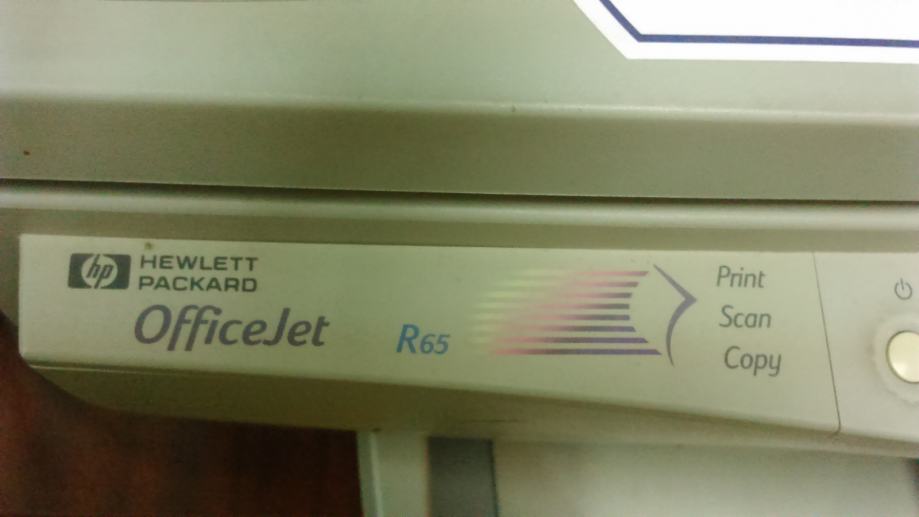 hp HEWLETT
PACKARD
OfficeJet
R65
Print
Scan
Copy